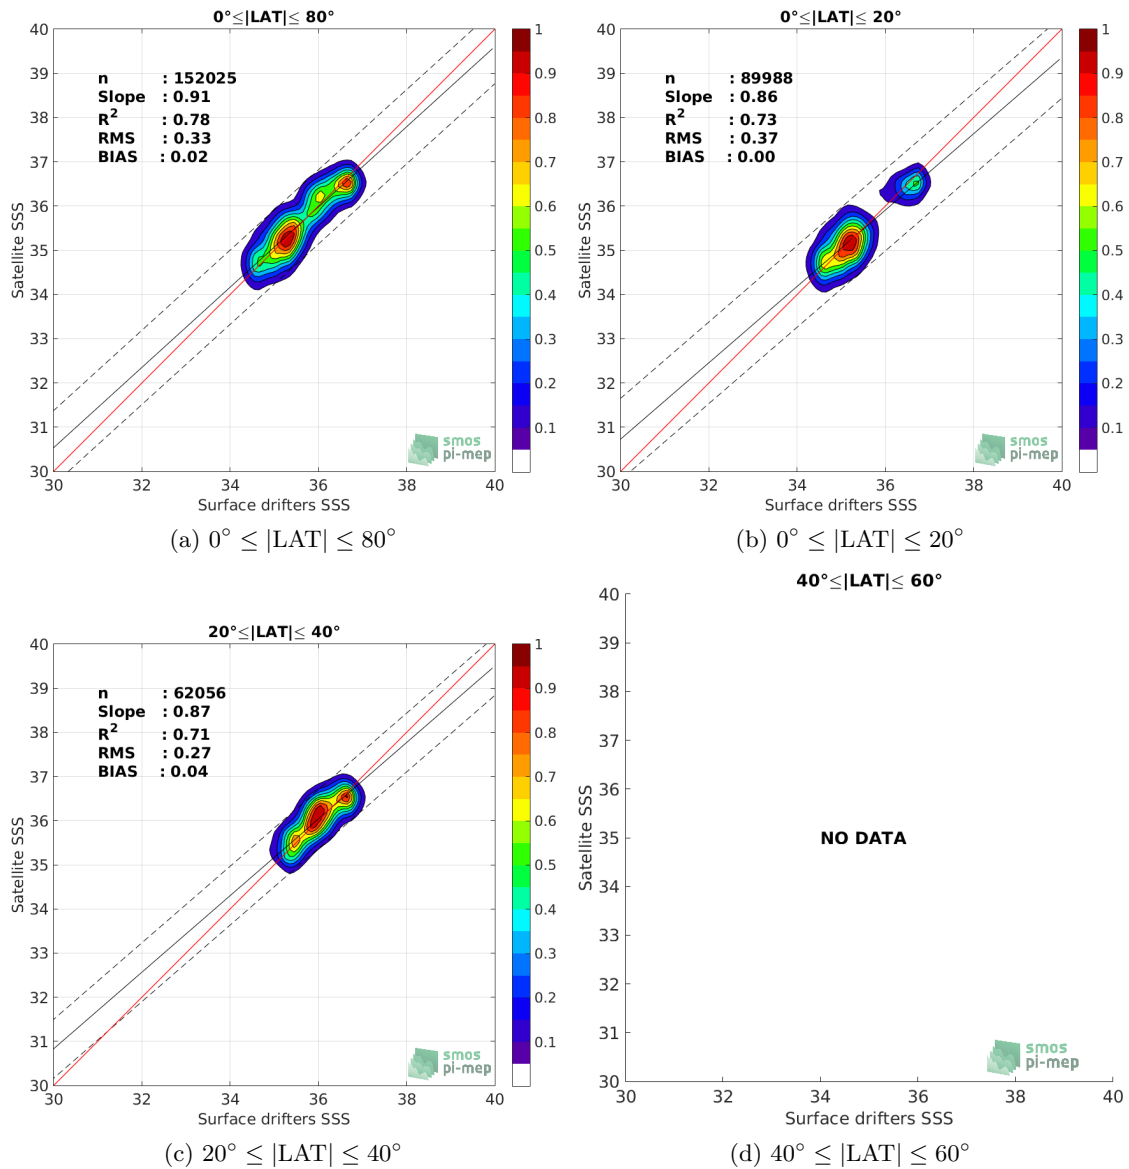 0°≤|LAT|≤ 80°
40
39
38
37
36
35
34
33
32
31
30
Satellite SSS
n : 152025
Slope : 0.91
R² : 0.78
RMS : 0.33
BIAS : 0.02
smos
pi-mep
30
32
34
36
38
40
Surface drifters SSS
1
0.9
0.8
0.7
0.6
0.5
0.4
0.3
0.2
0.1
(a) 0° ≤ |LAT| ≤ 80°
0°≤|LAT|≤ 20°
40
39
38
37
36
35
34
33
32
31
30
Satellite SSS
n : 89988
Slope : 0.86
R² : 0.73
RMS : 0.37
BIAS : 0.00
smos
pi-mep
30
32
34
36
38
40
Surface drifters SSS
1
0.9
0.8
0.7
0.6
0.5
0.4
0.3
0.2
0.1
(b) 0° ≤ |LAT| ≤ 20°
20°≤|LAT|≤ 40°
40
39
38
37
36
35
34
33
32
31
30
Satellite SSS
n : 62056
Slope : 0.87
R² : 0.71
RMS : 0.27
BIAS : 0.04
smos
pi-mep
30
32
34
36
38
40
Surface drifters SSS
1
0.9
0.8
0.7
0.6
0.5
0.4
0.3
0.2
0.1
(c) 20° ≤ |LAT| ≤ 40°
40°≤|LAT|≤ 60°
40
39
38
37
36
35
34
33
32
31
30
Satellite SSS
NO DATA
smos
pi-mep
30
32
34
36
38
40
Surface drifters SSS
(d) 40° ≤ |LAT| ≤ 60°